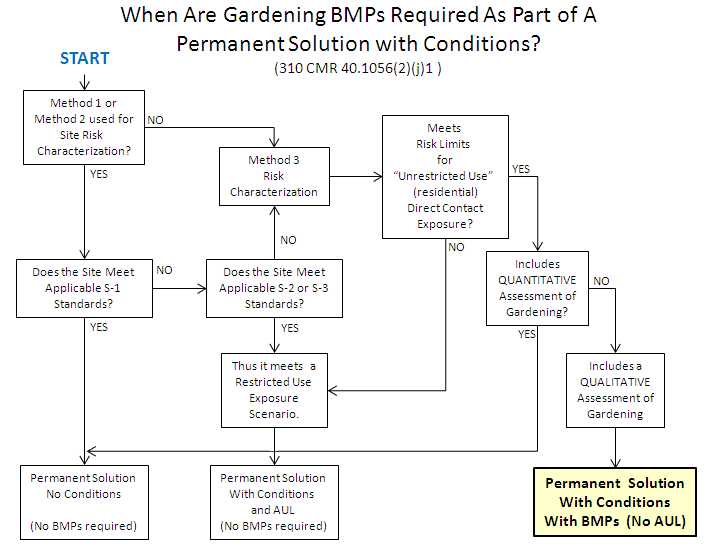 When Are Gardening BMPs Required As Part of A
Permanent Solution with Conditions?
(310 CMR 40.1056(2)(j)1 )
START
Method 1 or
Method 2 used for
Site Risk
Characterization?
NO
YES
Method 3
Risk
Characterization
Meets
Risk Limits
for
“Unrestricted Use”
(residential)
Direct Contact
Exposure?
YES
NO
NO
Does the Site Meet
Applicable S-1
Standards?
NO
YES
Does the Site Meet
Applicable S-2 or S-3
Standards?
YES
Includes
QUANTITATIVE
Assessment of
Gardening?
NO
YES
Thus it meets a
Restricted Use
Exposure
Scenario.
Includes a
QUALITATIVE
Assessment of
Gardening
Permanent Solution
No Conditions
(No BMPs required)
Permanent Solution
With Conditions
and AUL
(No BMPs required)
Permanent Solution
With Conditions
With BMPs (No AUL)